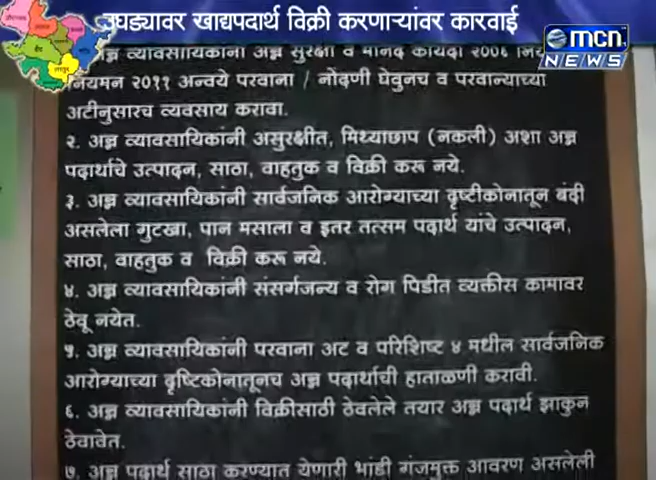 उघड्यावर खाद्यपदार्थ विक्री करणाऱ्यांवर कारवाई
mcn
NEWS
अन्न व्यावसायिकांनी अन्न सुरक्षा व मानदे कायदा २००६
नियमन २०११ अन्वये परवाना / नोंदणी घेवुनच व परवान्याच्या
अटीनुसारच व्यवसाय करावा.
२. अन्न व्यावसायिकांनी असुरक्षीत, मिथ्याछाप (नकली) अशा अन्न
पदार्थाचे उत्पादन, साठा, वाहतुक व विक्री करू नये.
३. अन्न व्यावसायिकांनी सार्वजनिक आरोग्याच्या दृष्टीकोनातून बंदी
असलेला गुटखा, पान मसाला व इतर तत्सम पदार्थ यांचे उत्पादन,
साठा, वाहतुक व विक्री करू नये.
४. अन्न व्यावसायिकांनी संसर्गजन्य व रोग पिडीत व्यक्तीस कामावर
ठेवू नयेत.
५. अन्न व्यावसायिकांनी परवाना अट व परिशिष्ट ४ मधील सार्वजनिक
आरोग्याच्या दृष्टिकोनातूनच अन्न पदार्थाची हाताळणी करावी.
६. अन्न व्यावसायिकांनी विक्रीसाठी ठेवलेले तयार अन्न पदार्थ झाकुन
ठेवावेत.
७. अन्न पदार्थ साठा करण्यात येणारी भांडी गंजमुक्त आवरण असलेली